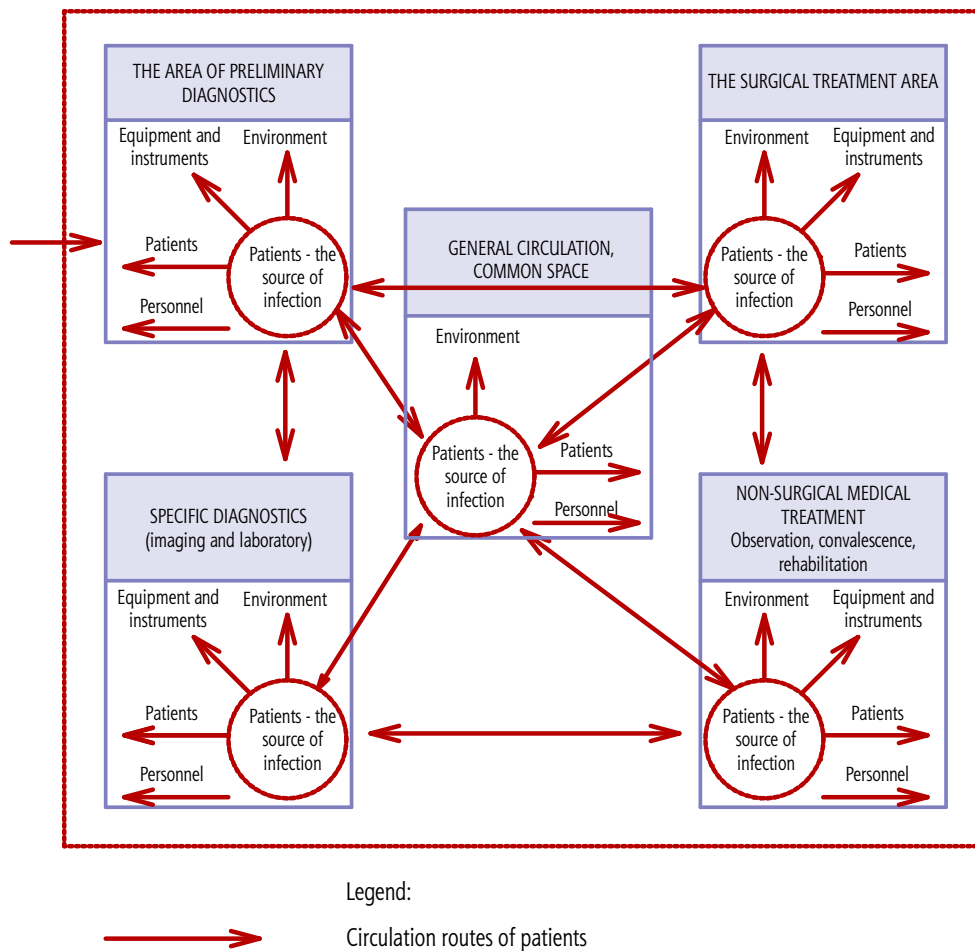 THE AREA OF PRELIMINARY
DIAGNOSTICS
Equipment and
instruments
Environment
Patients
Personnel
Patients - the
source of
infection
THE SURGICAL TREATMENT AREA
Environment
Equipment and
instruments
Patients - the
source of
infection
Patients
Personnel
GENERAL CIRCULATION,
COMMON SPACE
Environment
Patients - the
source of
infection
Patients
Personnel
SPECIFIC DIAGNOSTICS
(imaging and laboratory)
Equipment and
instruments
Environment
Patients
Personnel
Patients - the
source of
infection
NON-SURGICAL MEDICAL
TREATMENT
Observation, convalescence,
rehabilitation
Environment
Equipment and
instruments
Patients - the
source of
infection
Patients
Personnel
Legend:
Circulation routes of patients